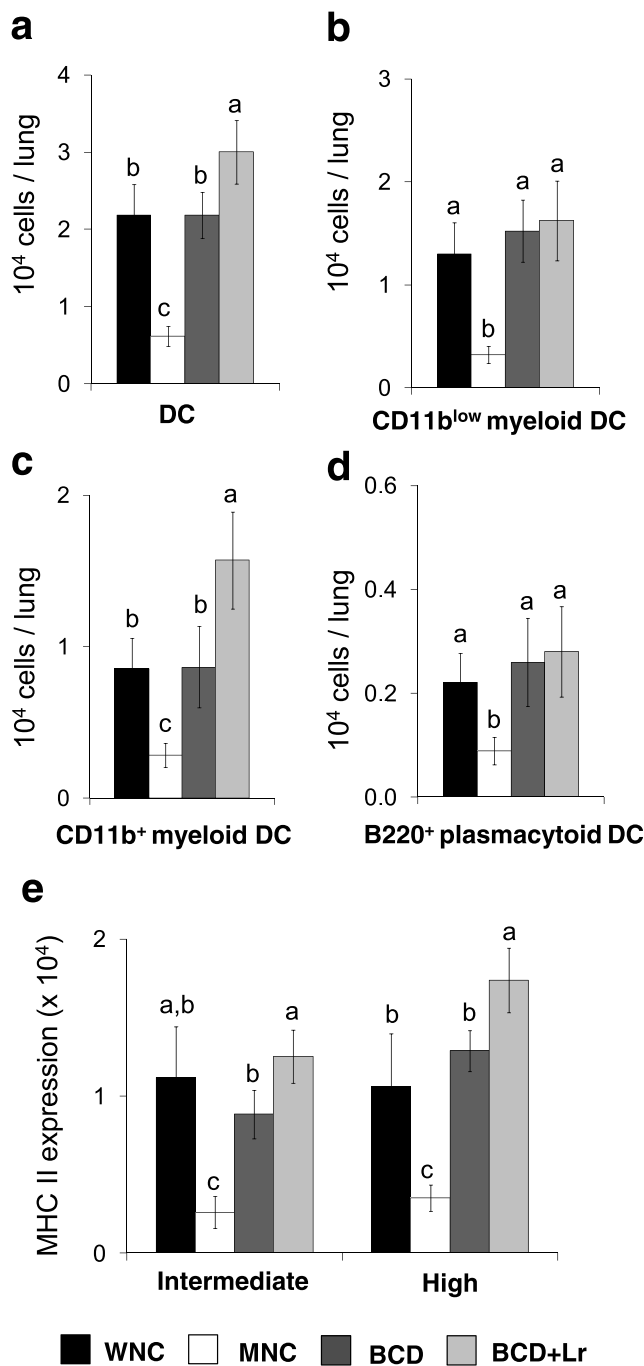 a
4
3
2
1
0
10⁴ cells / lung
b
c
b
a
DC
b
3
2
1
0
10⁴ cells / lung
a
b
a
a
CD11bˡᵒʷ myeloid DC
c
2
1
0
10⁴ cells / lung
b
c
b
a
CD11b⁺ myeloid DC
d
0.6
0.4
0.2
0.0
10⁴ cells / lung
a
b
a
a
B220⁺ plasmacytoid DC
e
2
1
0
MHC II expression (x 10⁴)
a,b
c
b
a
b
c
b
a
Intermediate High
WNC MNC BCD BCD+Lr